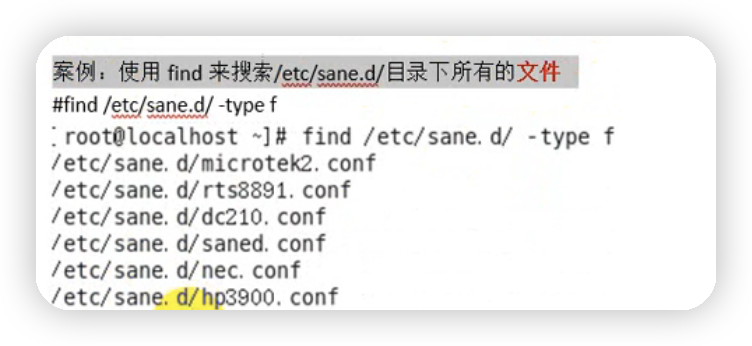 案例：使用 find 来搜索/etc/sane.d/目录下所有的文件
#find /etc/sane.d/ -type f
[root@localhost ~]# find /etc/sane.d/ -type f
/etc/sane.d/microtek2.conf
/etc/sane.d/rts8891.conf
/etc/sane.d/dc210.conf
/etc/sane.d/saned.conf
/etc/sane.d/nec.conf
/etc/sane.d/hp3900.conf